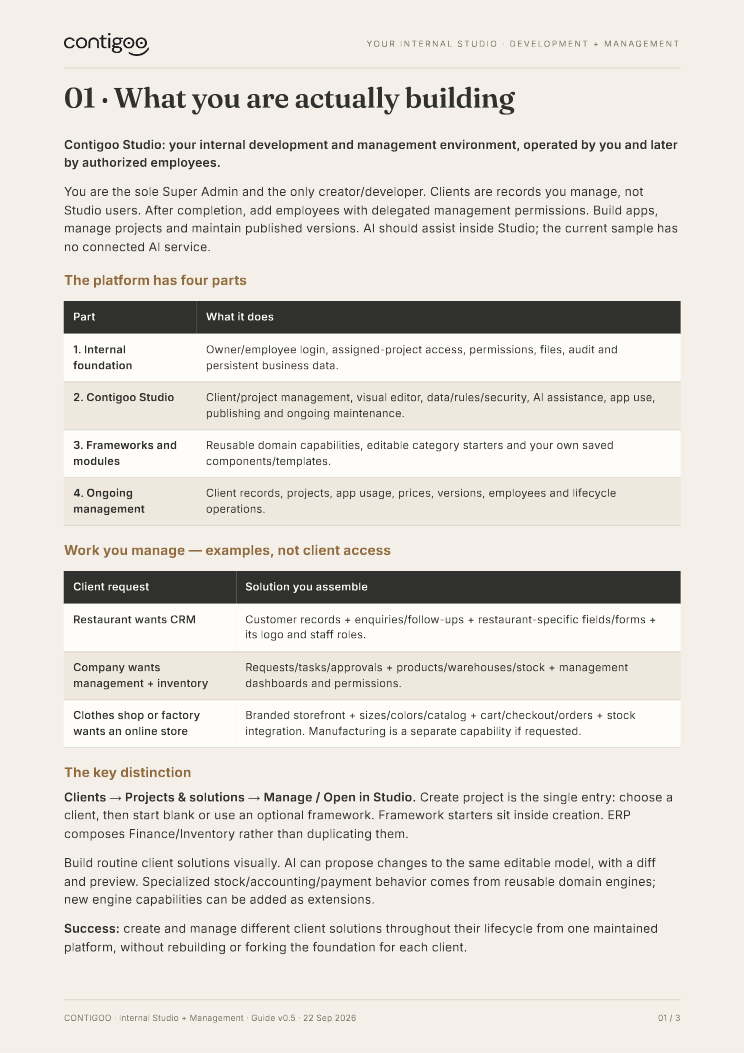 contigoo
YOUR INTERNAL STUDIO · DEVELOPMENT + MANAGEMENT
01 · What you are actually building
Contigoo Studio: your internal development and management environment, operated by you and later
by authorized employees.
You are the sole Super Admin and the only creator/developer. Clients are records you manage, not
Studio users. After completion, add employees with delegated management permissions. Build apps,
manage projects and maintain published versions. AI should assist inside Studio; the current sample has
no connected AI service.
The platform has four parts
Part
What it does
1. Internal
foundation
Owner/employee login, assigned-project access, permissions, files, audit and
persistent business data.
2. Contigoo Studio
Client/project management, visual editor, data/rules/security, AI assistance, app use,
publishing and ongoing maintenance.
3. Frameworks and
modules
Reusable domain capabilities, editable category starters and your own saved
components/templates.
4. Ongoing
management
Client records, projects, app usage, prices, versions, employees and lifecycle
operations.
Work you manage — examples, not client access
Client request
Solution you assemble
Restaurant wants CRM
Customer records + enquiries/follow-ups + restaurant-specific fields/forms +
its logo and staff roles.
Company wants
management + inventory
Requests/tasks/approvals + products/warehouses/stock + management
dashboards and permissions.
Clothes shop or factory
wants an online store
Branded storefront + sizes/colors/catalog + cart/checkout/orders + stock
integration. Manufacturing is a separate capability if requested.
The key distinction
Clients → Projects & solutions → Manage / Open in Studio. Create project is the single entry: choose a
client, then start blank or use an optional framework. Framework starters sit inside creation. ERP
composes Finance/Inventory rather than duplicating them.
Build routine client solutions visually. AI can propose changes to the same editable model, with a diff
and preview. Specialized stock/accounting/payment behavior comes from reusable domain engines;
new engine capabilities can be added as extensions.
Success: create and manage different client solutions throughout their lifecycle from one maintained
platform, without rebuilding or forking the foundation for each client.
CONTIGOO · Internal Studio + Management · Guide v0.5 · 22 Sep 2026
01 / 3